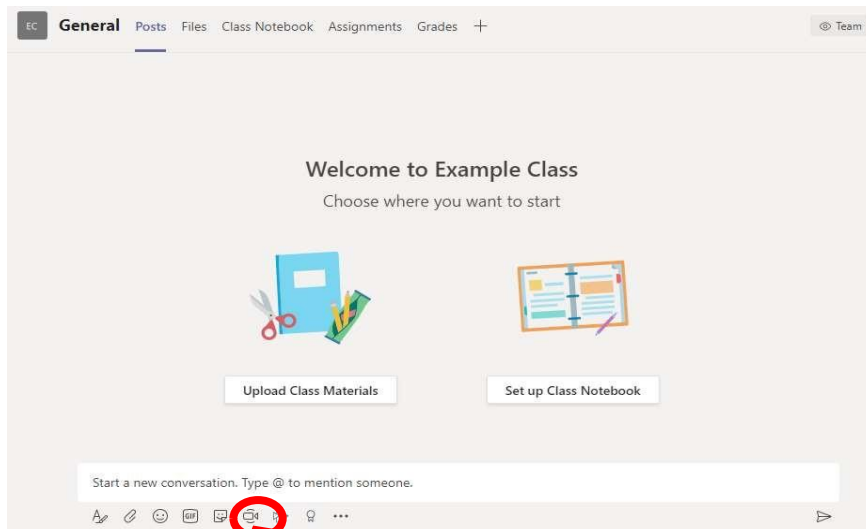 EC General Posts Files Class Notebook Assignments Grades + Team
Welcome to Example Class
Choose where you want to start
Upload Class Materials Set up Class Notebook
Start a new conversation. Type @ to mention someone.
GIF